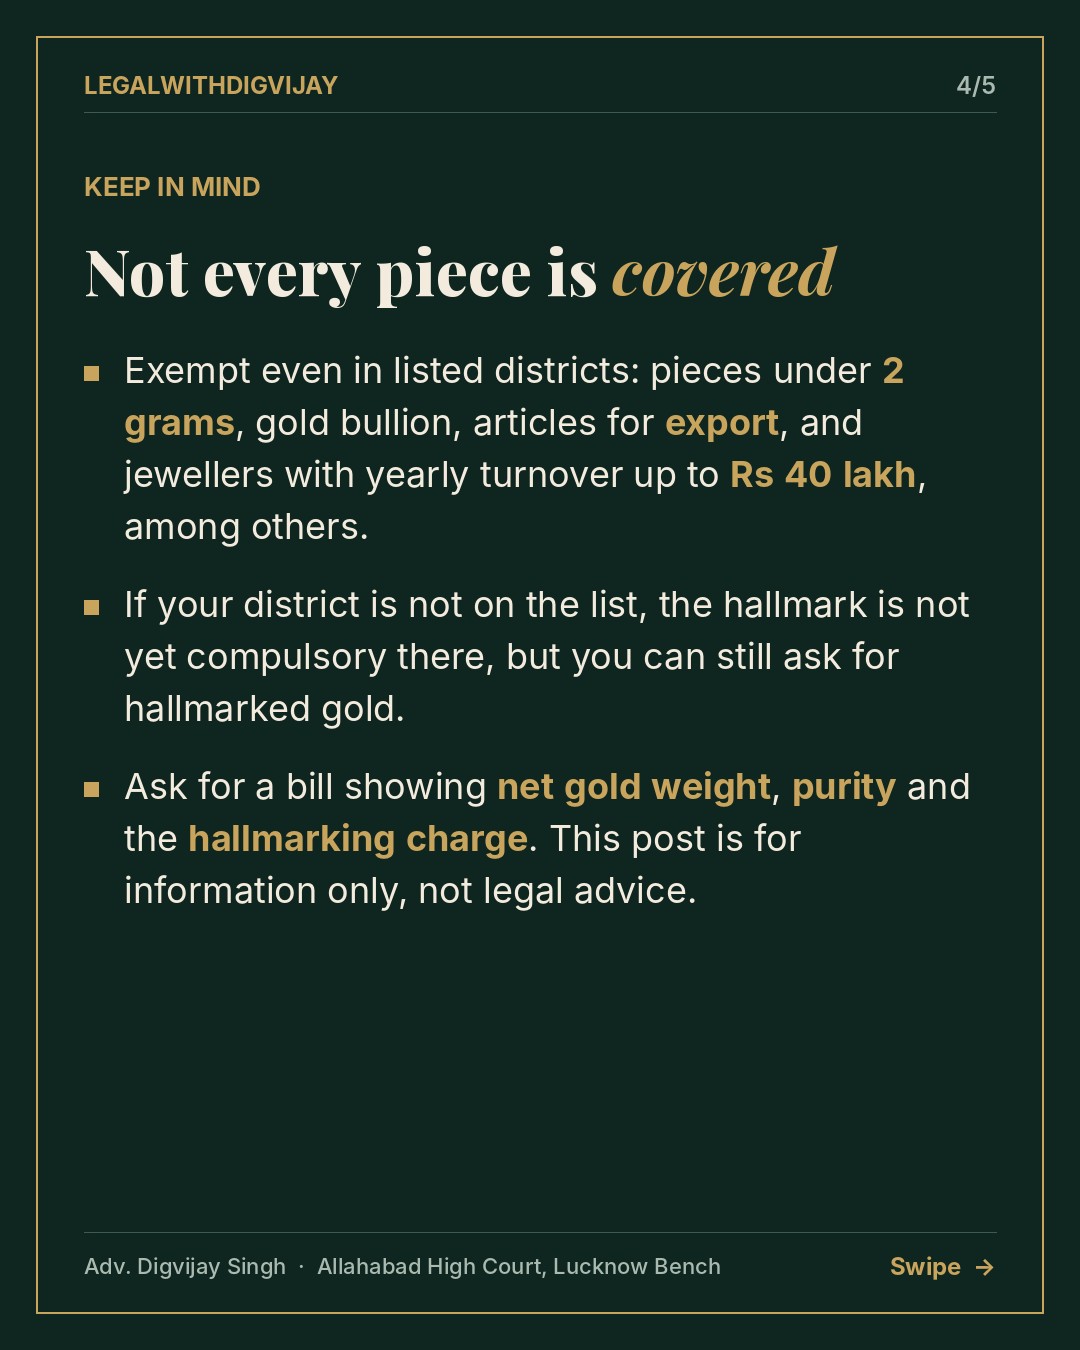 LEGALWITHDIGVIJAY
4/5
KEEP IN MIND
Not every piece is covered
Exempt even in listed districts: pieces under 2
grams, gold bullion, articles for export, and
jewellers with yearly turnover up to Rs 40 lakh,
among others.
If your district is not on the list, the hallmark is not
yet compulsory there, but you can still ask for
hallmarked gold.
Ask for a bill showing net gold weight, purity and
the hallmarking charge. This post is for
information only, not legal advice.
Adv. Digvijay Singh · Allahabad High Court, Lucknow Bench
Swipe →